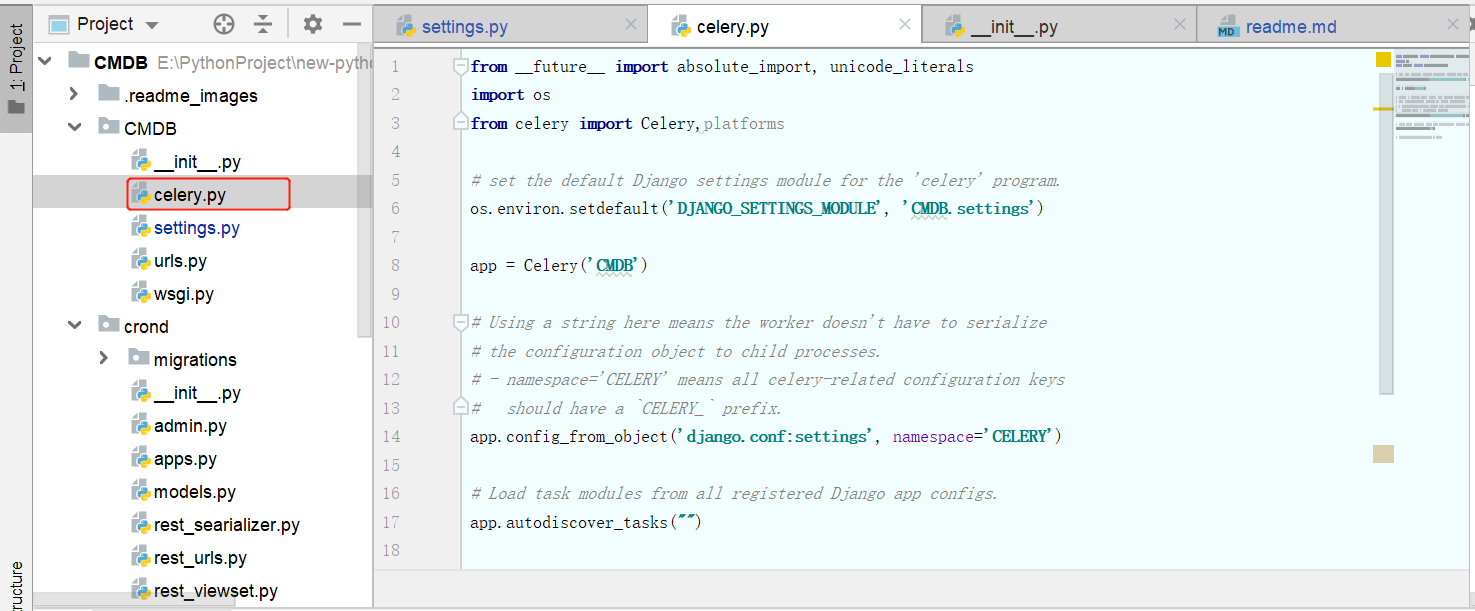 Project
settings.py
celery.py
__init__.py
MD readme.md
1: Project
CMDB E:\PythonProject\new-pyth
.readme_images
CMDB
__init__.py
celery.py
settings.py
urls.py
wsgi.py
crond
migrations
__init__.py
admin.py
apps.py
models.py
rest_searializer.py
rest_urls.py
rest_viewset.py
ructure
1 from __future__ import absolute_import, unicode_literals
2 import os
3 from celery import Celery,platforms
4
5 # set the default Django settings module for the 'celery' program.
6 os.environ.setdefault('DJANGO_SETTINGS_MODULE', 'CMDB.settings')
7
8 app = Celery('CMDB')
9
10 # Using a string here means the worker doesn't have to serialize
11 # the configuration object to child processes.
12 # - namespace='CELERY' means all celery-related configuration keys
13 #   should have a `CELERY_` prefix.
14 app.config_from_object('django.conf:settings', namespace='CELERY')
15
16 # Load task modules from all registered Django app configs.
17 app.autodiscover_tasks("")
18